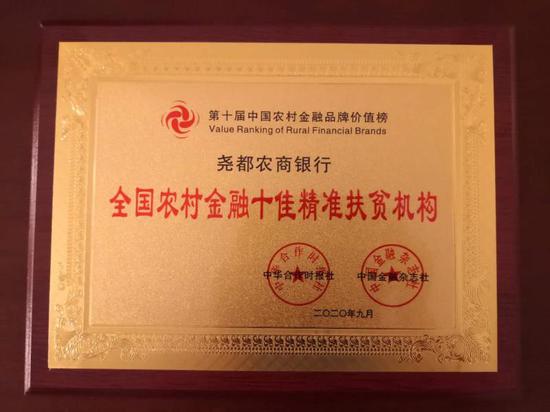 第十届中国农村金融品牌价值榜
Value Ranking of Rural Financial Brands
尧都农商银行
全国农村金融十佳精准扶贫机构
中华合作时报社
中国金融杂志社
二〇二〇年九月